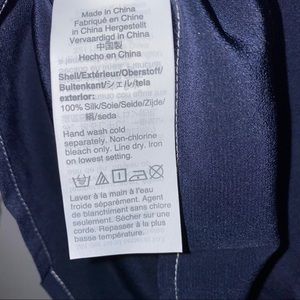 Made in China
Fabriqué en Chine
in China Hergestellt
Vervaardigd in China
中国製
Hecho en China
Shell/Extérieur/Oberstoff/
Buitenkant/シェル/tela
exterior:
100% Silk/Soie/Seide/Zijde/
絹/seda
Hand wash cold
separately. Non-chlorine
bleach only. Line dry. Iron
on lowest setting.
Laver à la main à l'eau
froide séparément. Agent
de blanchiment sans chlore
seulement. Sécher sur corde.
Repasser à la plus
basse température.